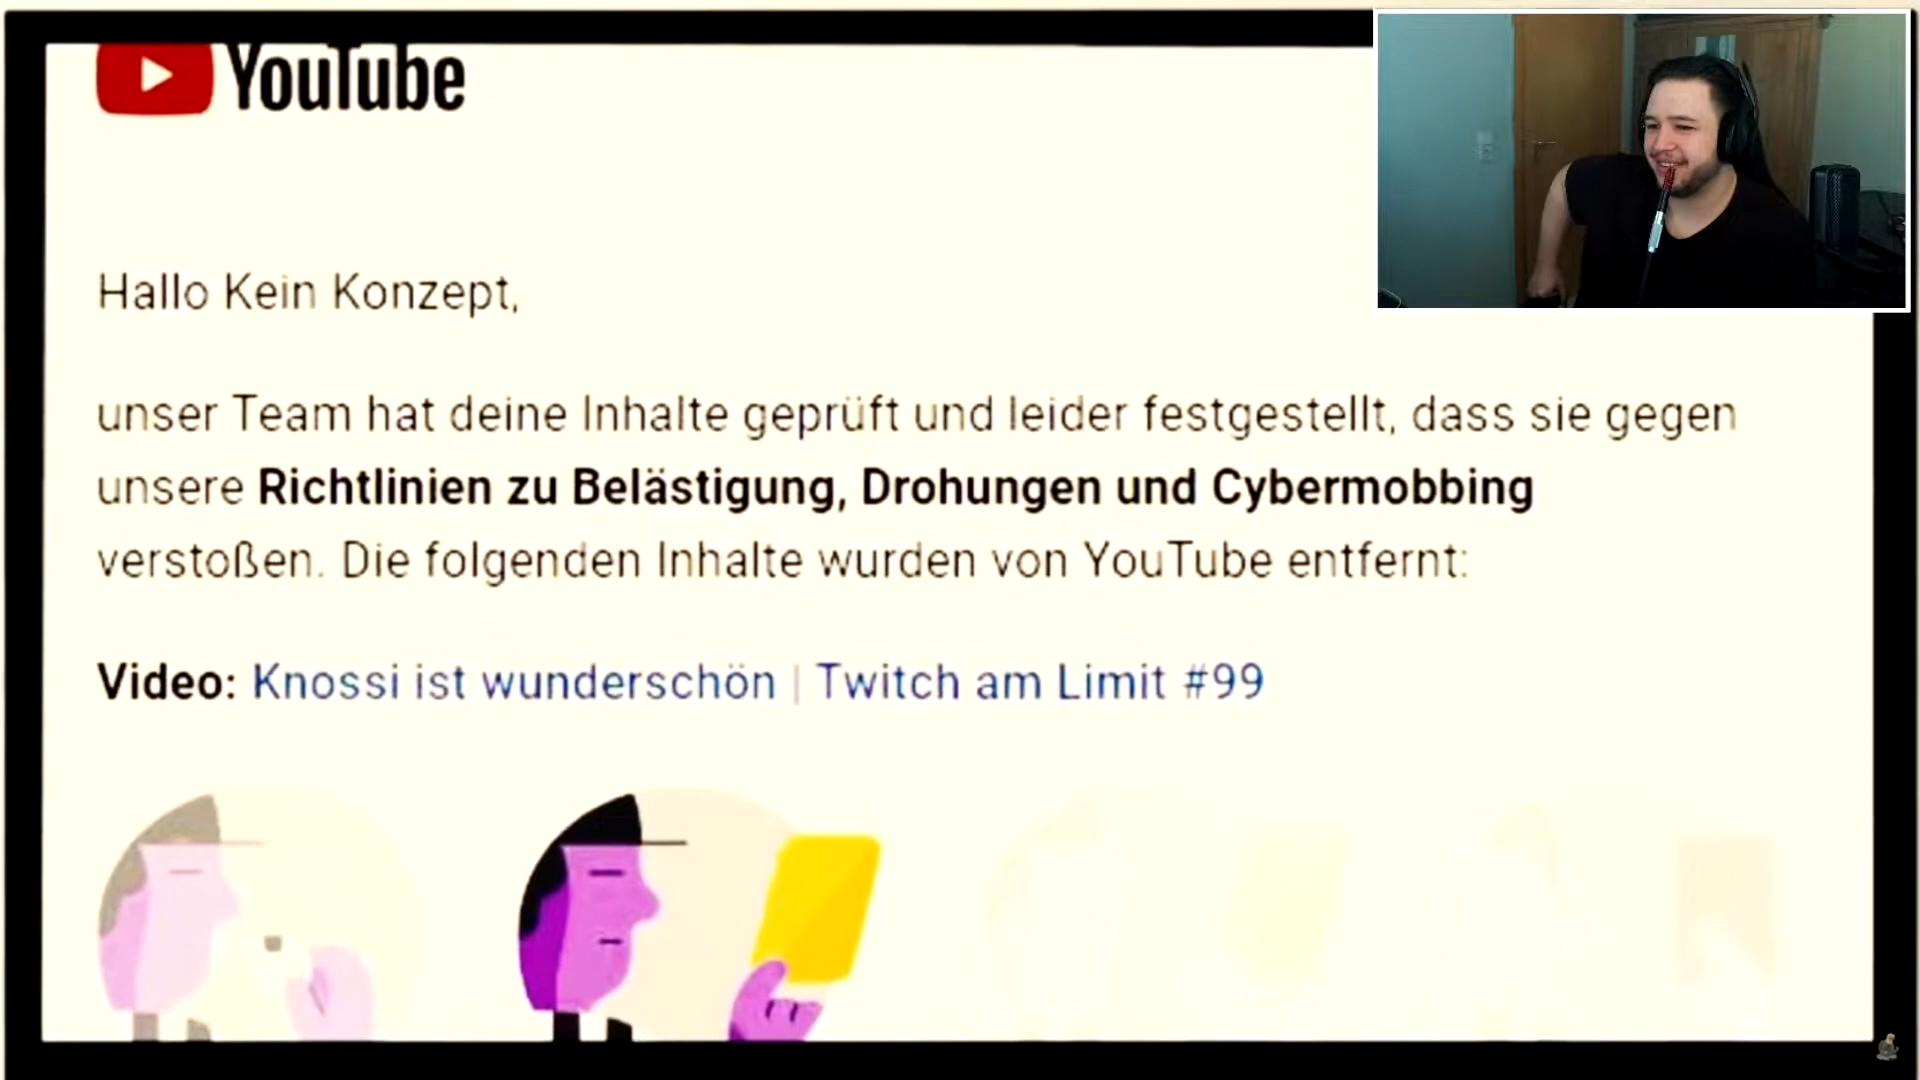 YouTube
Hallo Kein Konzept,
unser Team hat deine Inhalte geprüft und leider festgestellt, dass sie gegen
unsere Richtlinien zu Belästigung, Drohungen und Cybermobbing
verstoßen. Die folgenden Inhalte wurden von YouTube entfernt:
Video: Knossi ist wunderschön | Twitch am Limit #99